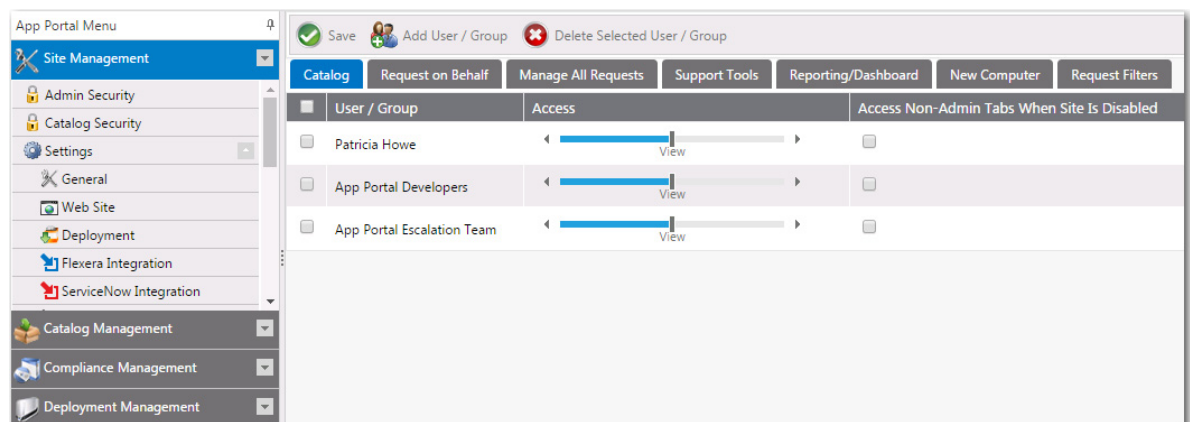 App Portal Menu
Site Management
Admin Security
Catalog Security
Settings
General
Web Site
Deployment
Flexera Integration
ServiceNow Integration
Catalog Management
Compliance Management
Deployment Management
Save Add User / Group Delete Selected User / Group
Catalog Request on Behalf Manage All Requests Support Tools Reporting/Dashboard New Computer Request Filters
User / Group Access Access Non-Admin Tabs When Site Is Disabled
Patricia Howe
View
App Portal Developers
View
App Portal Escalation Team
View